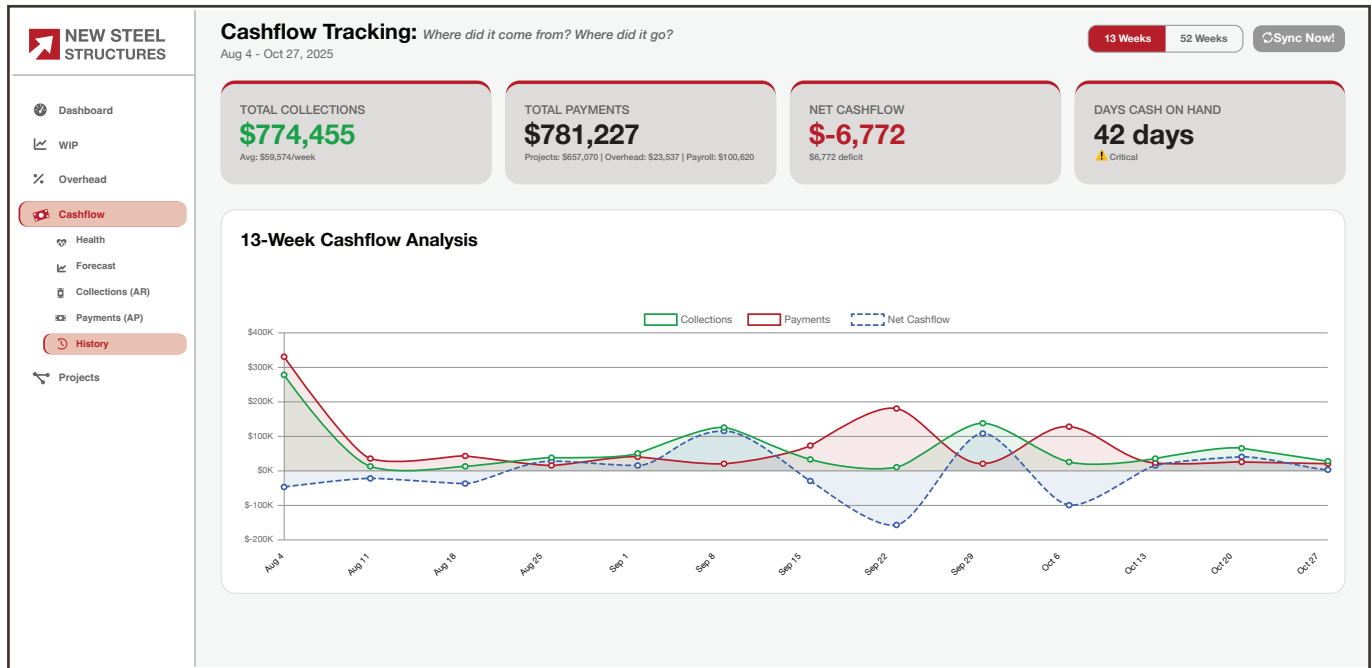 NEW STEEL
STRUCTURES
Dashboard
WIP
Overhead
Cashflow
Health
Forecast
Collections (AR)
Payments (AP)
History
Projects
Cashflow Tracking: Where did it come from? Where did it go?
Aug 4 - Oct 27, 2025
13 Weeks
52 Weeks
Sync Now!
TOTAL COLLECTIONS
$774,455
Avg: $59,574/week
TOTAL PAYMENTS
$781,227
Projects: $657,070 | Overhead: $23,537 | Payroll: $100,620
NET CASHFLOW
$-6,772
$6,772 deficit
DAYS CASH ON HAND
42 days
Critical
13-Week Cashflow Analysis
Collections
Payments
Net Cashflow
$400K
$300K
$200K
$100K
$0K
$-100K
$-200K
Aug 4
Aug 11
Aug 18
Aug 25
Sep 1
Sep 8
Sep 15
Sep 22
Sep 29
Oct 6
Oct 13
Oct 20
Oct 27